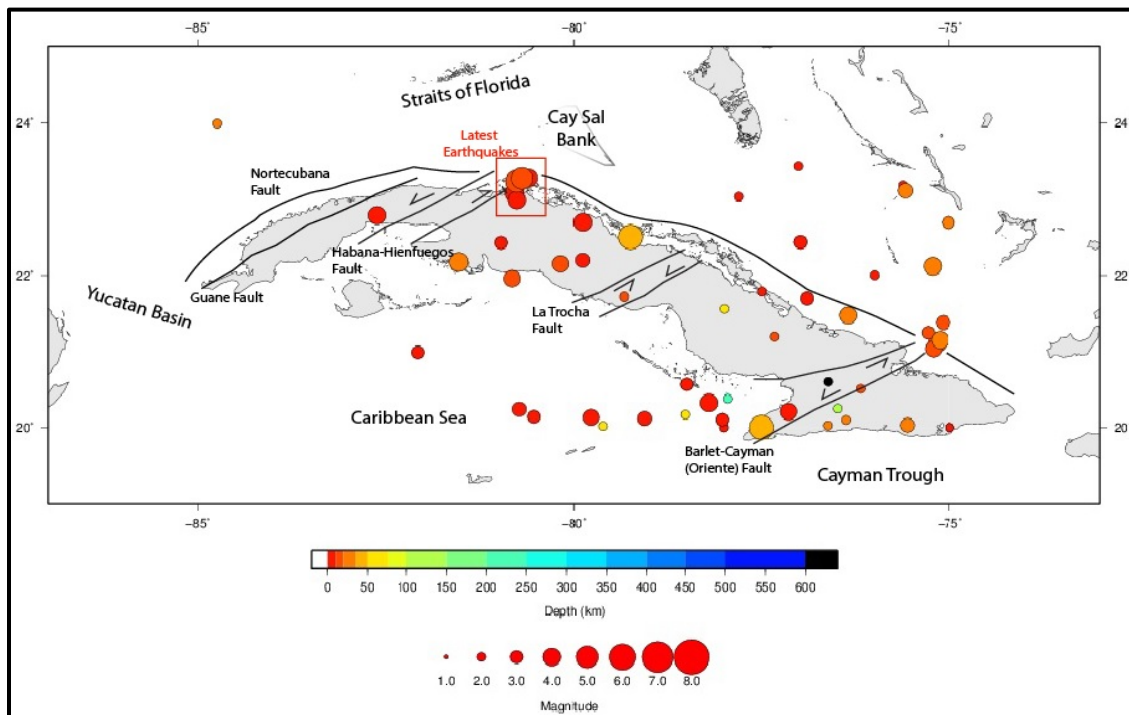 −85˚ −80˚ −75˚
Straits of Florida
24˚ 24˚
Cay Sal
Bank
Latest
Earthquakes
Nortecubana
Fault
Habana-Hienfuegos
Fault
22˚ 22˚
Guane Fault
Yucatan Basin
La Trocha
Fault
Caribbean Sea
20˚ 20˚
Barlet-Cayman
(Oriente) Fault
Cayman Trough
−85˚ −80˚ −75˚
0 50 100 150 200 250 300 350 400 450 500 550 600
Depth (km)
1.0 2.0 3.0 4.0 5.0 6.0 7.0 8.0
Magnitude